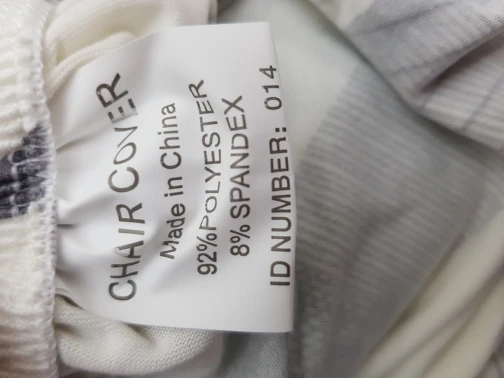 CHAIR COVER
Made in China
92%POLYESTER
8% SPANDEX
ID NUMBER: 014